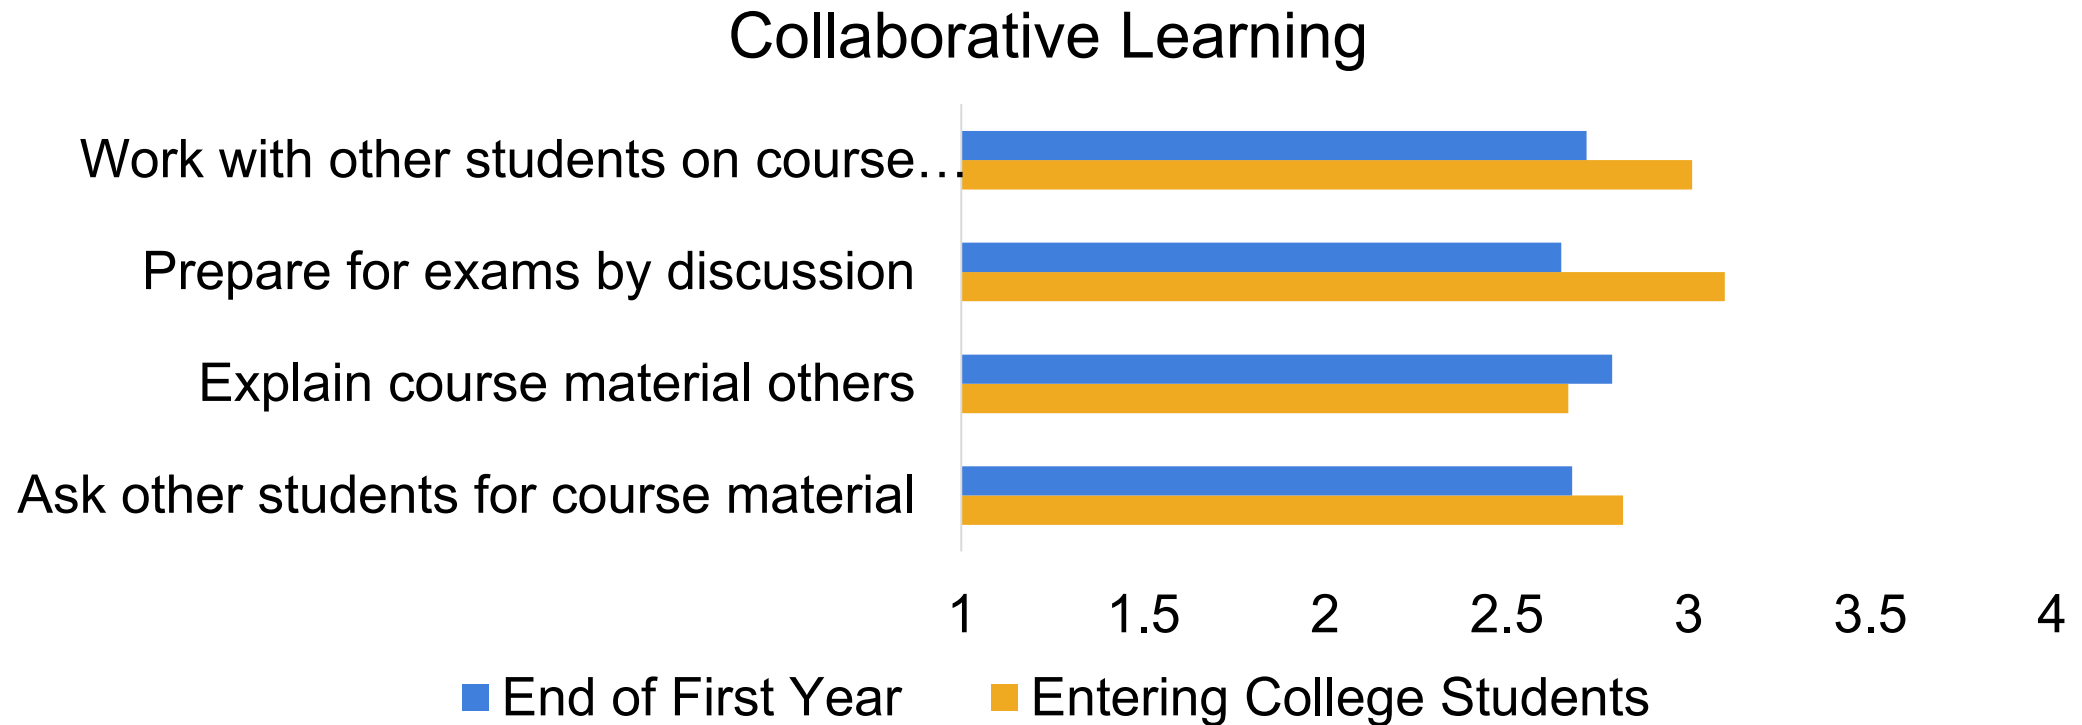 Collaborative Learning
Work with other students on course…
Prepare for exams by discussion
Explain course material others
Ask other students for course material
1 1.5 2 2.5 3 3.5 4
End of First Year Entering College Students